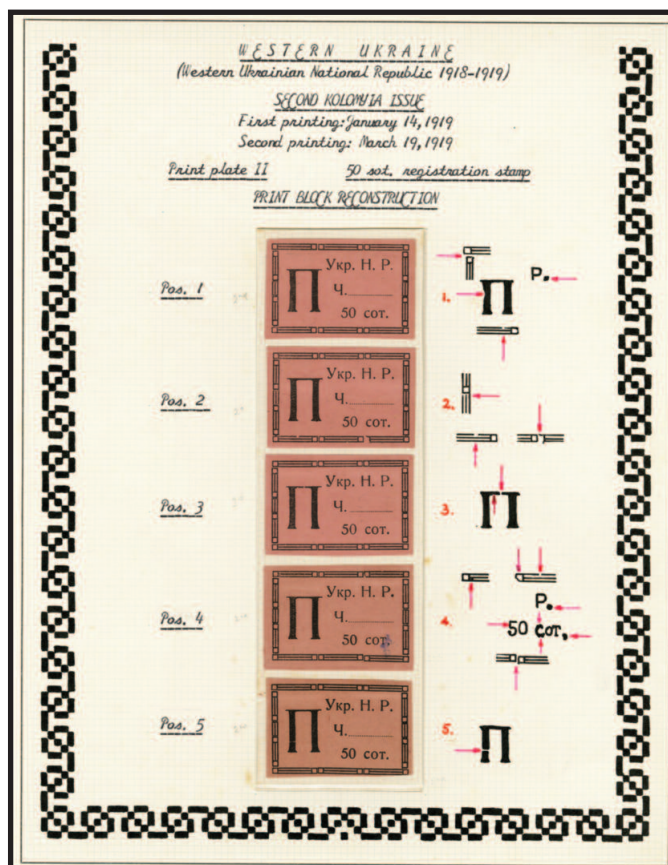 WESTERN UKRAINE
(Western Ukrainian National Republic 1918-1919)
SECOND KOLOMYIA ISSUE
First printing: January 14, 1919
Second printing: March 19, 1919
Print plate II 50 sot. registration stamp
PRINT BLOCK RECONSTRUCTION
Pos. 1
П
Укр. Н. Р.
Ч.
50 сот.
1.
Р.
П
Pos. 2
П
Укр. Н. Р.
Ч.
50 сот.
2.
Pos. 3
П
Укр. Н. Р.
Ч.
50 сот.
3.
П
Pos. 4
П
Укр. Н. Р.
Ч.
50 сот.
4.
Р.
50 сот.
Pos. 5
П
Укр. Н. Р.
Ч.
50 сот.
5.
П